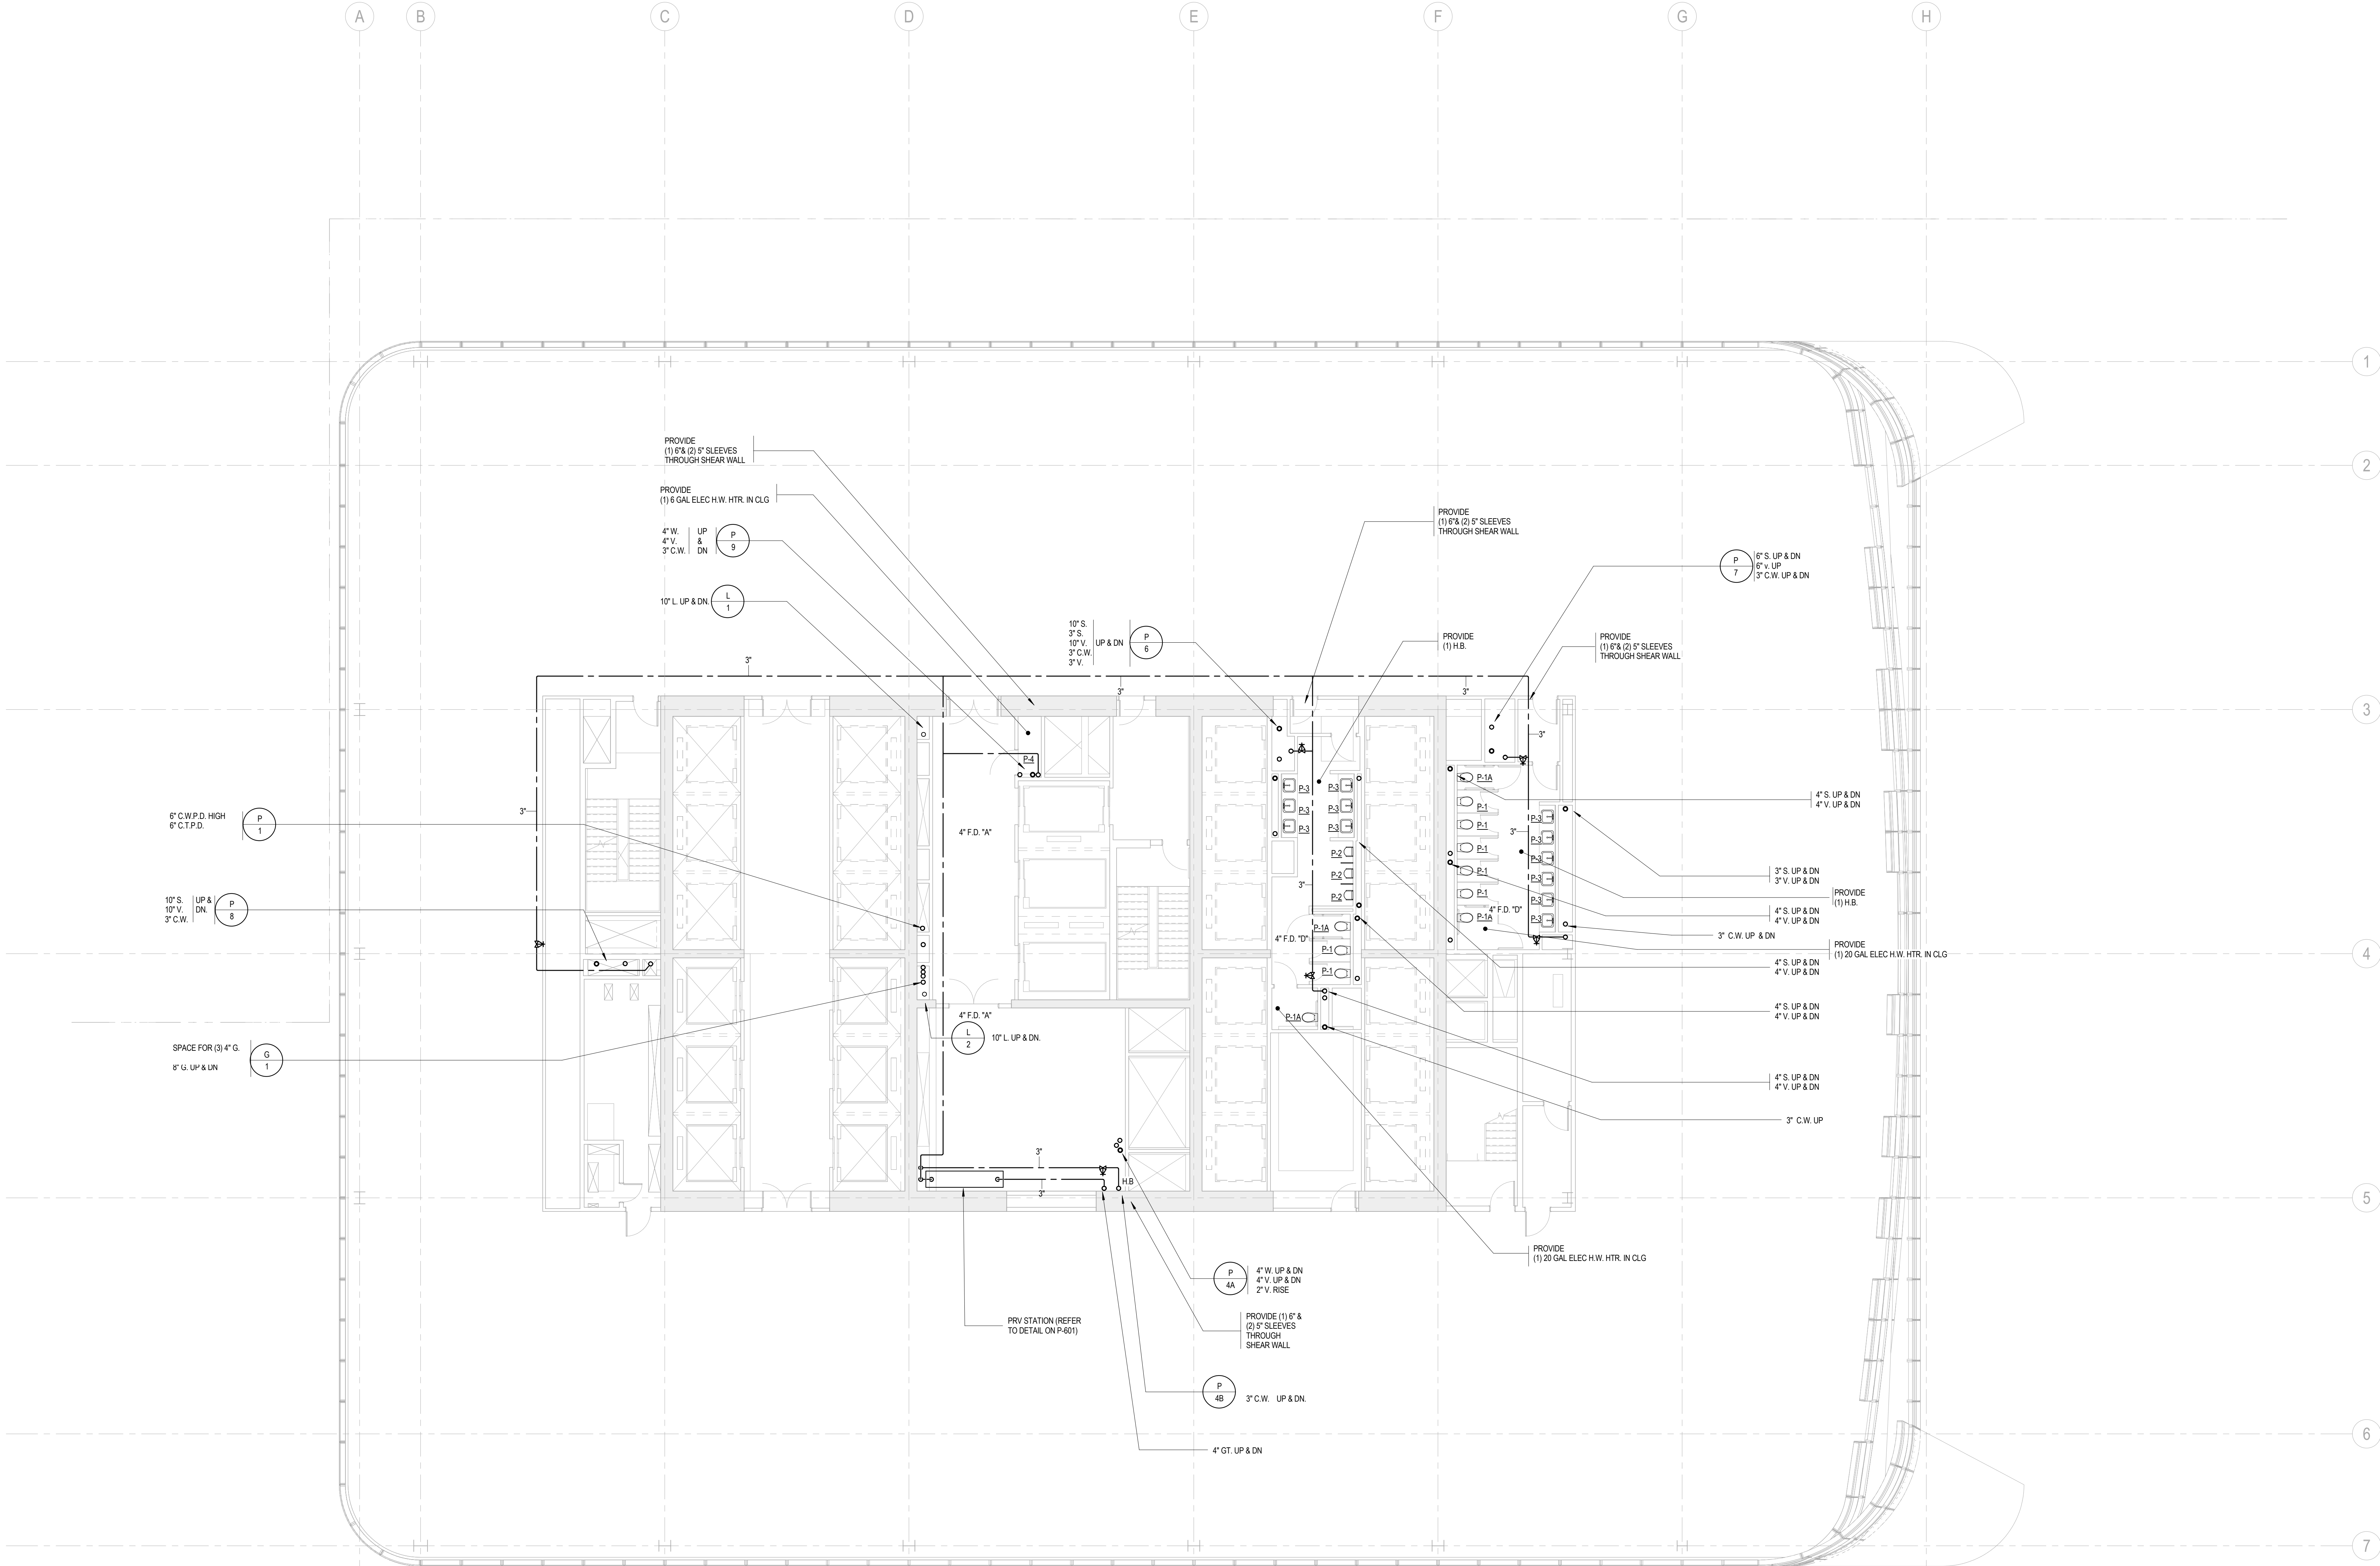 A
B
C
D
E
F
G
H
1
2
3
4
5
6
7
PROVIDE
(1) 6"& (2) 5" SLEEVES
THROUGH SHEAR WALL
PROVIDE
(1) 6 GAL ELEC H.W. HTR. IN CLG
4" W.
4" V.
3" C.W.
UP
&
DN
P
9
10" L. UP & DN.
L
1
PROVIDE
(1) 6"& (2) 5" SLEEVES
THROUGH SHEAR WALL
P
7
6" S. UP & DN
6" v. UP
3" C.W. UP & DN
10" S.
3" S.
10" V.
3" C.W.
3" V.
UP & DN
P
6
PROVIDE
(1) H.B.
PROVIDE
(1) 6"& (2) 5" SLEEVES
THROUGH SHEAR WALL
3"
3"
3"
3"
3"
3"
3"
P-4
P-3
P-3
P-3
P-3
P-3
P-3
P-2
P-2
P-2
P-1A
P-1
P-1
P-1A
P-1A
P-1
P-1
P-1
P-1
P-1
P-1A
P-3
P-3
P-3
P-3
P-3
P-3
4" F.D. "A"
4" F.D. "D"
4" F.D. "D"
4" F.D. "A"
6" C.W.P.D. HIGH
6" C.T.P.D.
P
1
10" S.
10" V.
3" C.W.
UP &
DN.
P
8
SPACE FOR (3) 4" G.
8" G. UP & DN
G
1
L
2
10" L. UP & DN.
4" S. UP & DN
4" V. UP & DN
3" S. UP & DN
3" V. UP & DN
PROVIDE
(1) H.B.
4" S. UP & DN
4" V. UP & DN
3" C.W. UP & DN
PROVIDE
(1) 20 GAL ELEC H.W. HTR. IN CLG
4" S. UP & DN
4" V. UP & DN
4" S. UP & DN
4" V. UP & DN
4" S. UP & DN
4" V. UP & DN
3" C.W. UP
3"
3"
H.B
PROVIDE
(1) 20 GAL ELEC H.W. HTR. IN CLG
P
4A
4" W. UP & DN
4" V. UP & DN
2" V. RISE
PRV STATION (REFER
TO DETAIL ON P-601)
PROVIDE (1) 6" &
(2) 5" SLEEVES
THROUGH
SHEAR WALL
P
4B
3" C.W. UP & DN.
4" GT. UP & DN